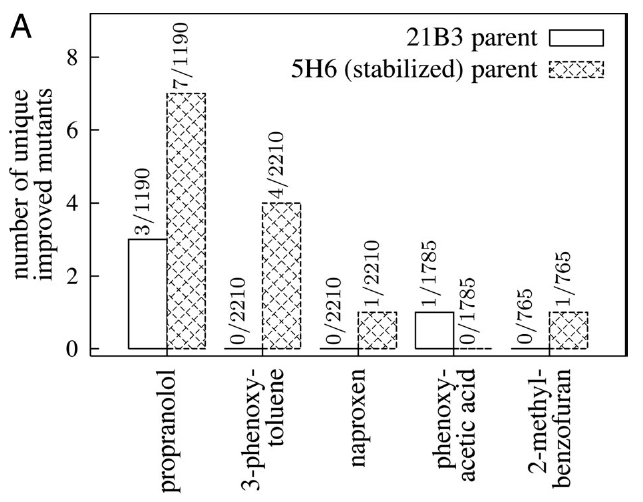 A
21B3 parent
5H6 (stabilized) parent
number of unique
improved mutants
8
6
4
2
0
3/1190
7/1190
0/2210
4/2210
0/2210
1/2210
1/1785
0/1785
0/765
1/765
propranolol
3-phenoxy-
toluene
naproxen
phenoxy-
acetic acid
2-methyl-
benzofuran